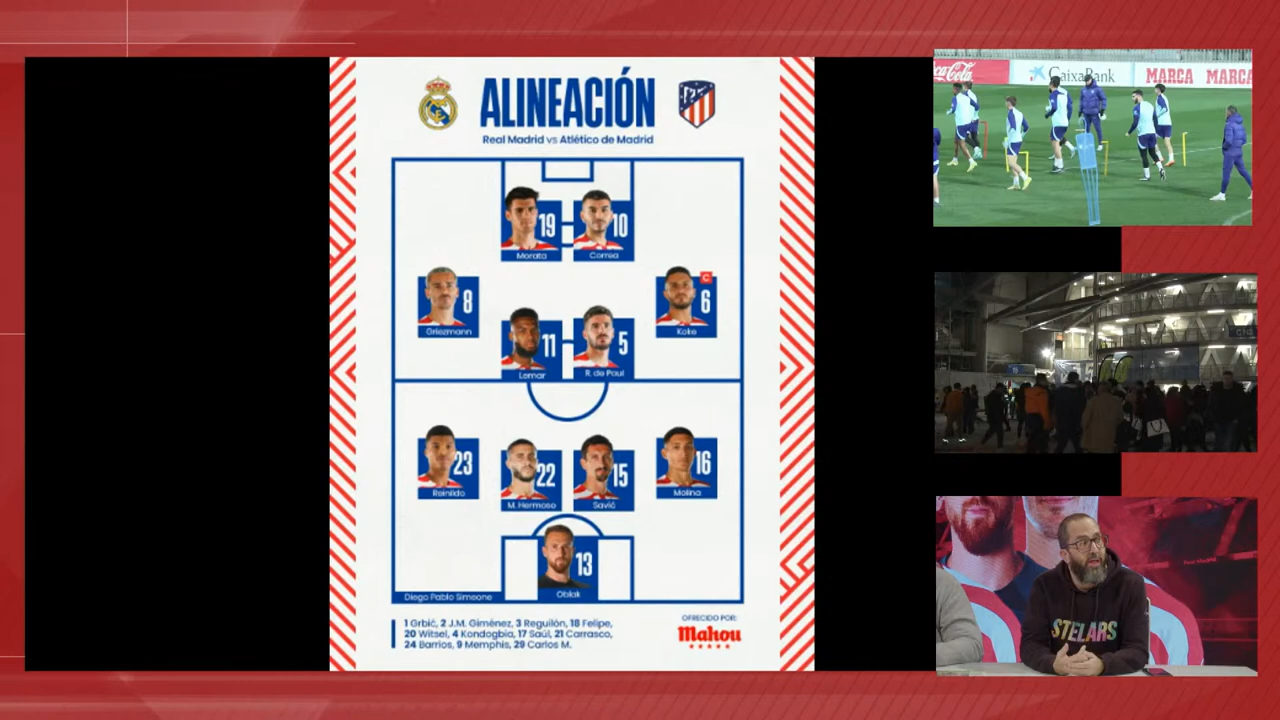 ALINEACIÓN
Real Madrid vs Atlético de Madrid
19
Morata
10
Correa
8
Griezmann
C
6
Koke
11
Lemar
5
R. de Paul
23
Reinildo
22
M. Hermoso
15
Savić
16
Molina
13
Oblak
Diego Pablo Simeone
1 Grbić, 2 J.M. Giménez, 3 Reguilón, 18 Felipe,
20 Witsel, 4 Kondogbia, 17 Saúl, 21 Carrasco,
24 Barrios, 9 Memphis, 29 Carlos M.
OFRECIDO POR:
Mahou
Coca-Cola
CaixaBank
MARCA MARCA
STELARS